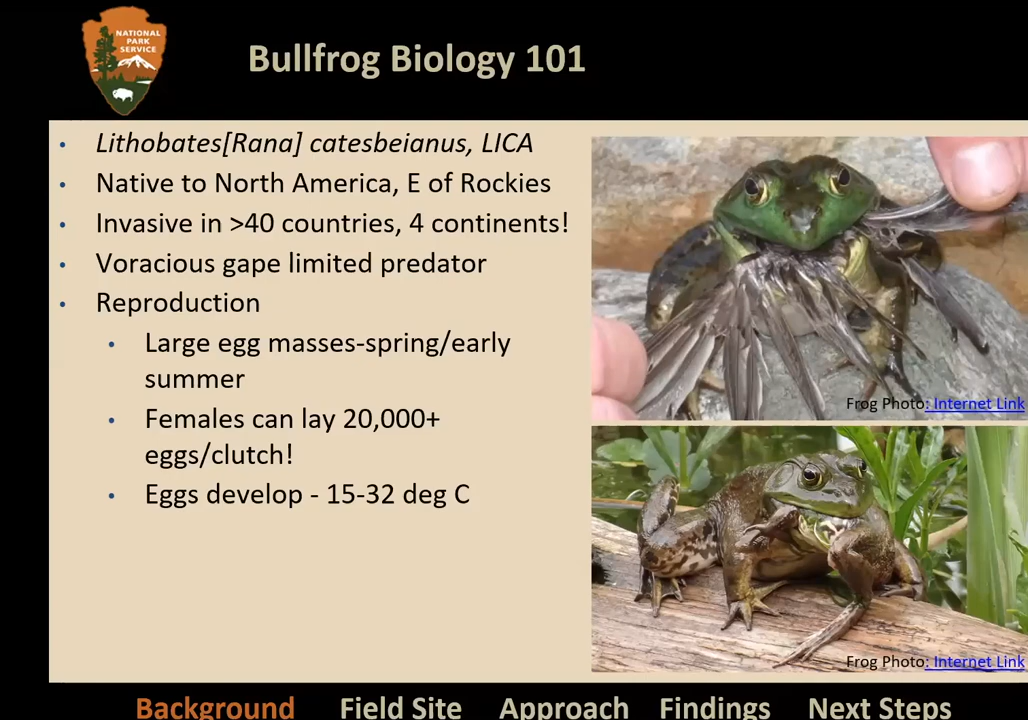 NATIONAL
PARK
SERVICE
Bullfrog Biology 101
• Lithobates[Rana] catesbeianus, LICA
• Native to North America, E of Rockies
• Invasive in >40 countries, 4 continents!
• Voracious gape limited predator
• Reproduction
• Large egg masses-spring/early
summer
• Females can lay 20,000+
eggs/clutch!
• Eggs develop - 15-32 deg C
Frog Photo: Internet Link
Frog Photo: Internet Link
Background Field Site Approach Findings Next Steps